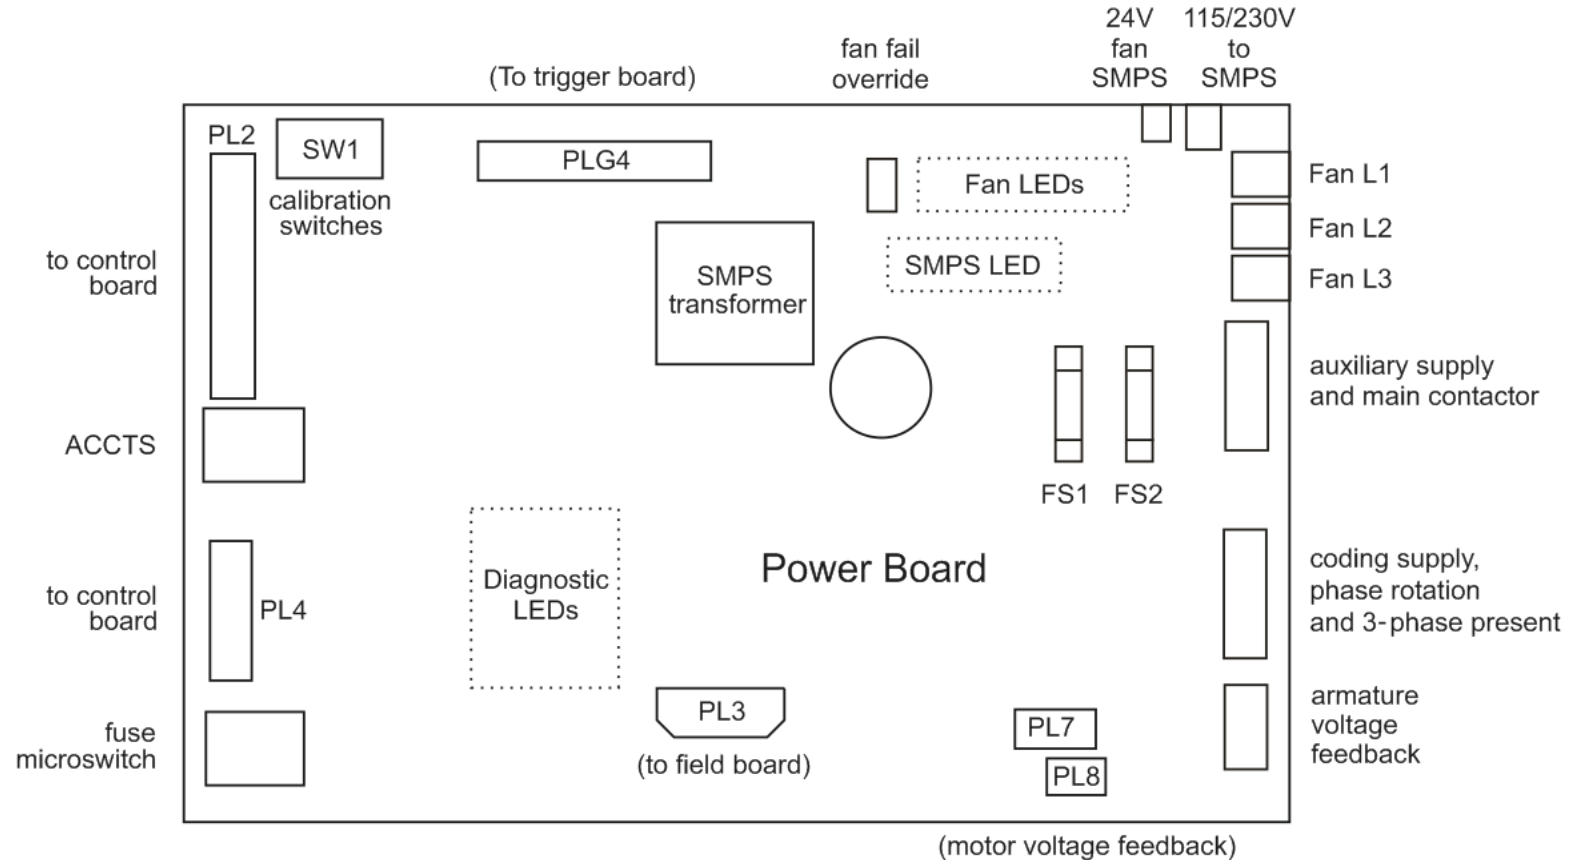 24V
fan
SMPS
115/230V
to
SMPS
fan fail
override
(To trigger board)
PL2
SW1
calibration
switches
PLG4
Fan LEDs
Fan L1
Fan L2
Fan L3
SMPS LED
SMPS
transformer
to control
board
auxiliary supply
and main contactor
ACCTS
FS1
FS2
Power Board
coding supply,
phase rotation
and 3-phase present
Diagnostic
LEDs
to control
board
PL4
PL3
(to field board)
PL7
PL8
armature
voltage
feedback
fuse
microswitch
(motor voltage feedback)